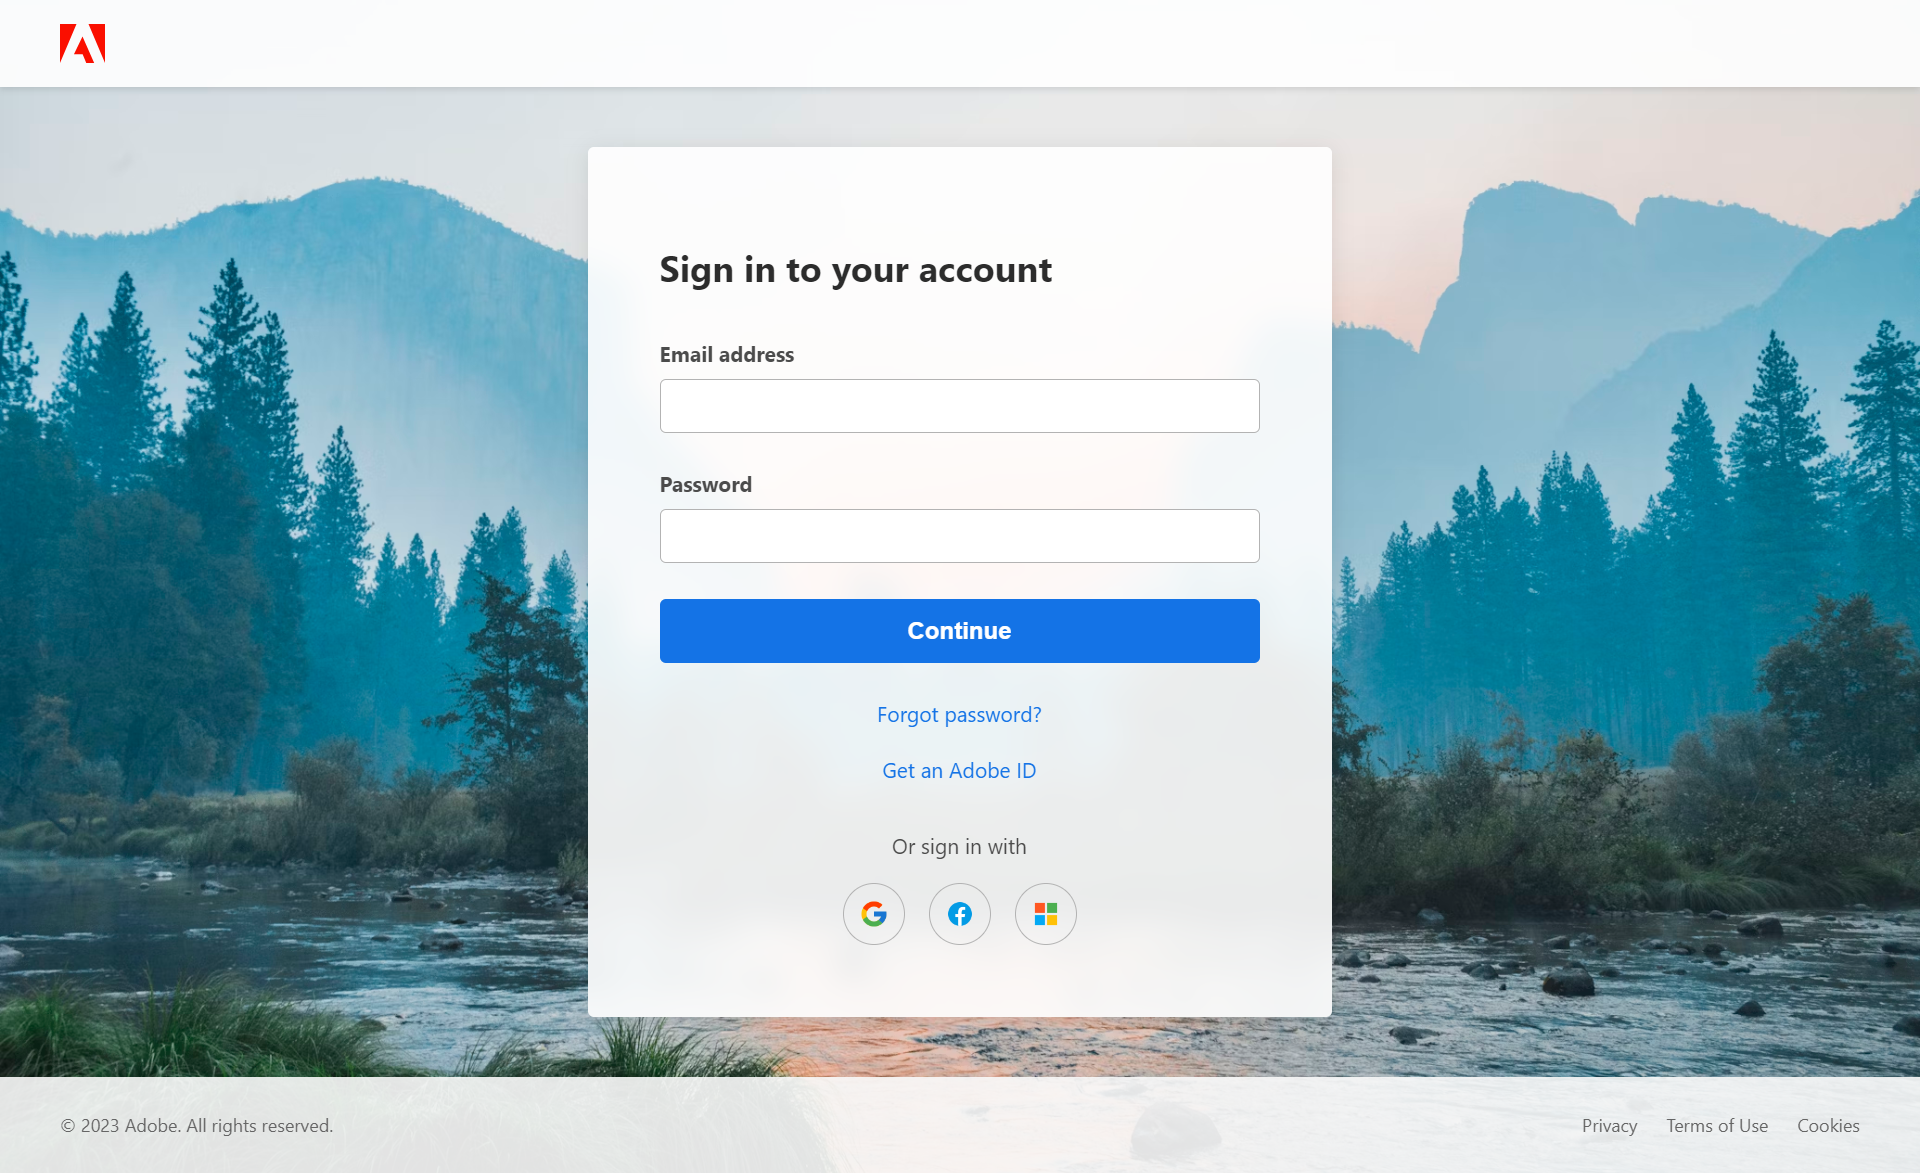 Sign in to your account
Email address
Password
Continue
Forgot password?
Get an Adobe ID
Or sign in with
© 2023 Adobe. All rights reserved.
Privacy Terms of Use Cookies